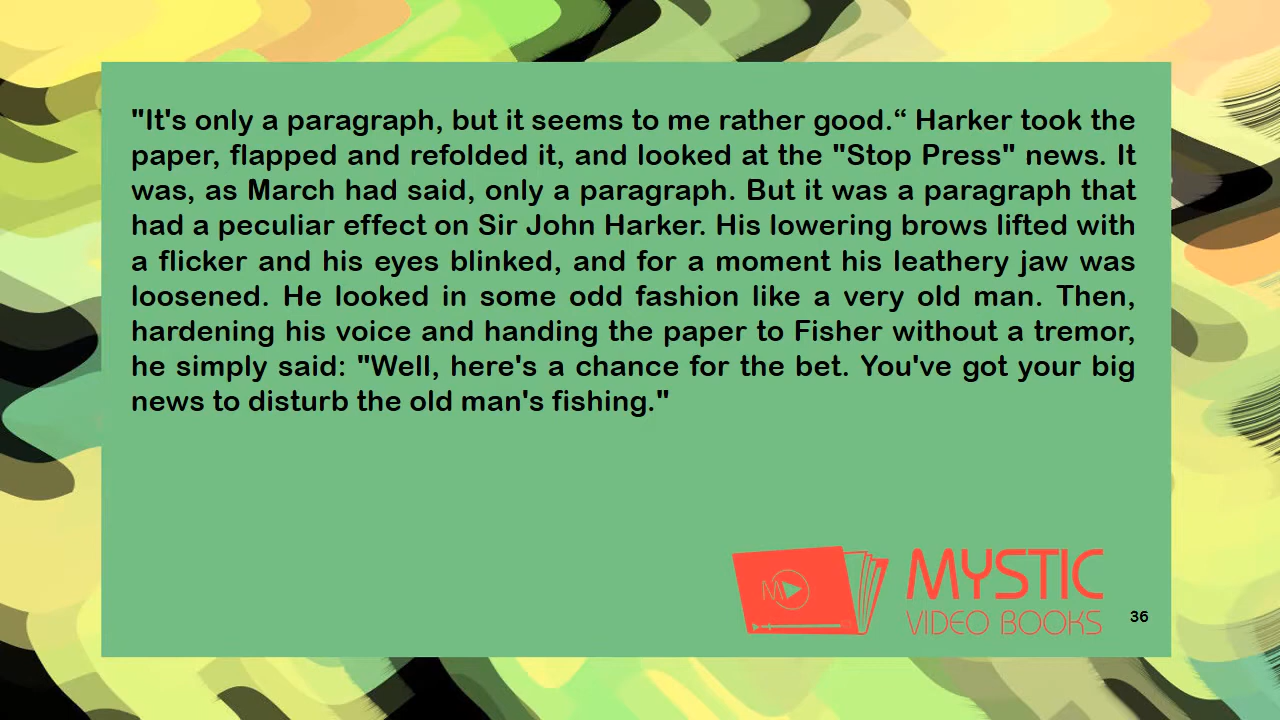 "It's only a paragraph, but it seems to me rather good.“ Harker took the
paper, flapped and refolded it, and looked at the "Stop Press" news. It
was, as March had said, only a paragraph. But it was a paragraph that
had a peculiar effect on Sir John Harker. His lowering brows lifted with
a flicker and his eyes blinked, and for a moment his leathery jaw was
loosened. He looked in some odd fashion like a very old man. Then,
hardening his voice and handing the paper to Fisher without a tremor,
he simply said: "Well, here's a chance for the bet. You've got your big
news to disturb the old man's fishing."
M
MYSTIC
VIDEO BOOKS
36